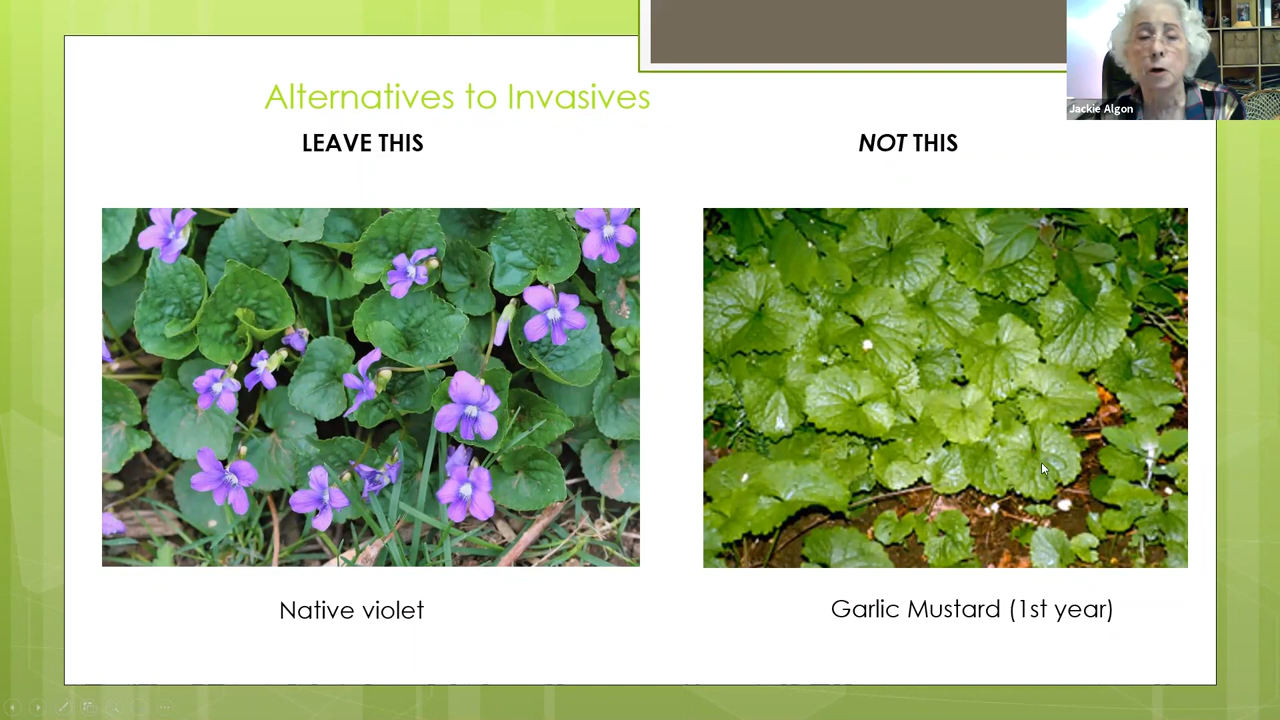 Alternatives to Invasives
LEAVE THIS
NOT THIS
Jackie Algon
Native violet
Garlic Mustard (1st year)